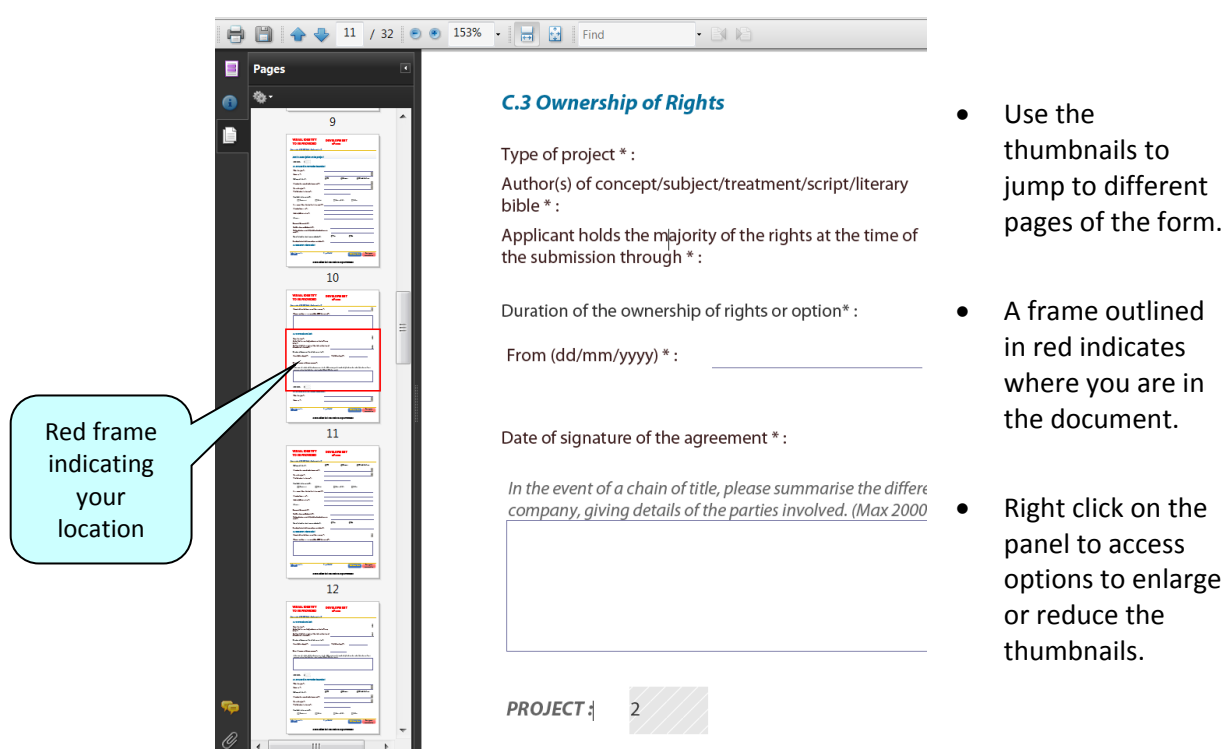 11 / 32
153%
Find
Pages
9
10
11
12
Red frame
indicating
your
location
C.3 Ownership of Rights
Type of project * :
Author(s) of concept/subject/treatment/script/literary
bible * :
Applicant holds the majority of the rights at the time of
the submission through * :
Duration of the ownership of rights or option* :
From (dd/mm/yyyy) * :
Date of signature of the agreement * :
In the event of a chain of title, please summarise the differe
company, giving details of the parties involved. (Max 2000
PROJECT : 2
● Use the
thumbnails to
jump to different
pages of the form.
● A frame outlined
in red indicates
where you are in
the document.
● Right click on the
panel to access
options to enlarge
or reduce the
thumbnails.